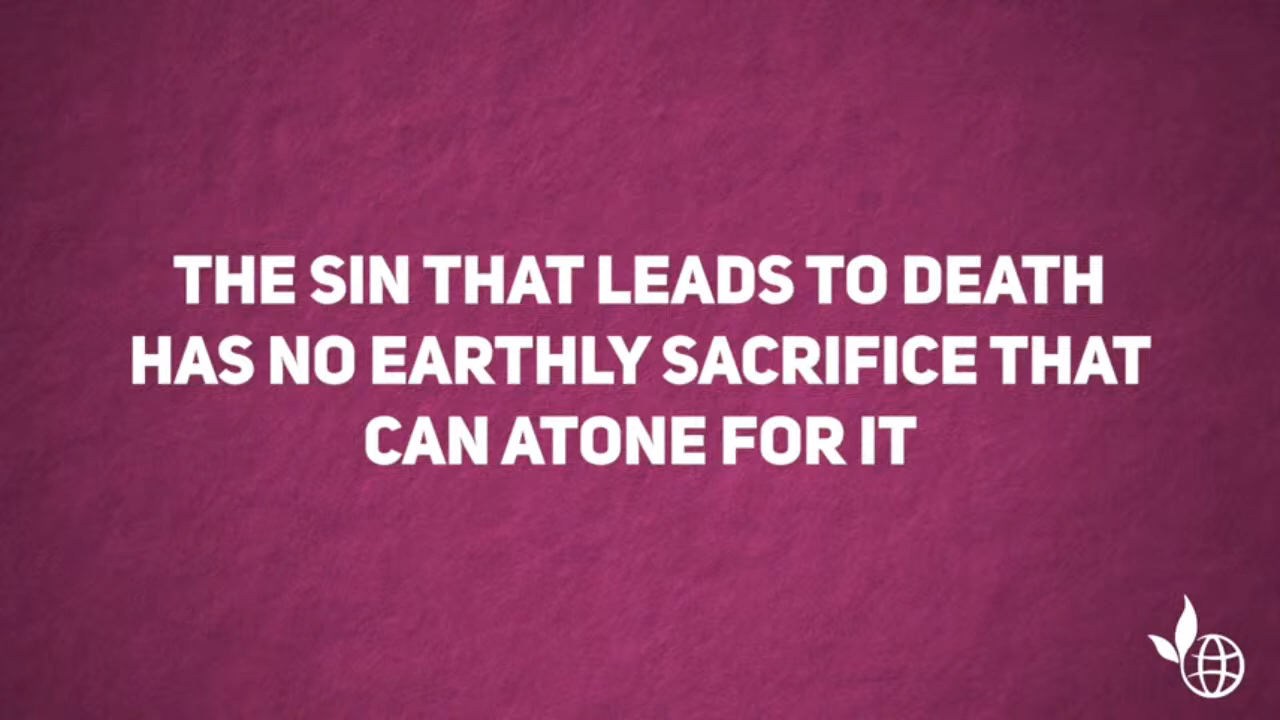 THE SIN THAT LEADS TO DEATH
HAS NO EARTHLY SACRIFICE THAT
CAN ATONE FOR IT